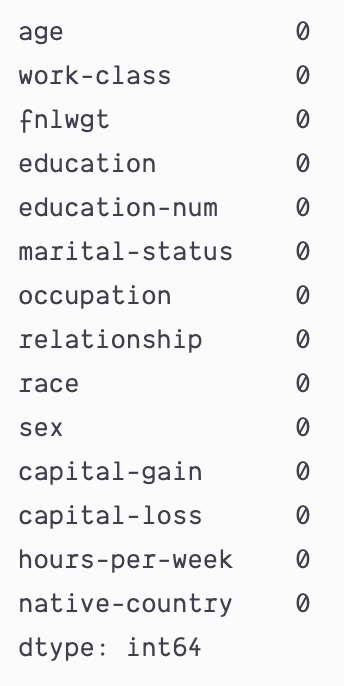 age 0
work-class 0
fnlwgt 0
education 0
education-num 0
marital-status 0
occupation 0
relationship 0
race 0
sex 0
capital-gain 0
capital-loss 0
hours-per-week 0
native-country 0
dtype: int64